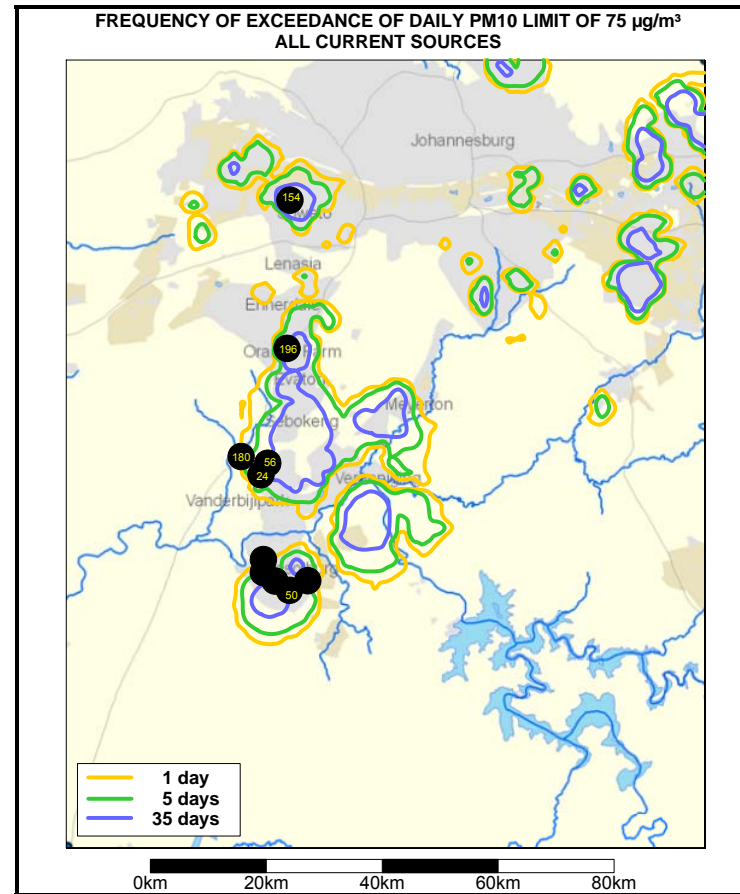 FREQUENCY OF EXCEEDANCE OF DAILY PM10 LIMIT OF 75 µg/m³
ALL CURRENT SOURCES
Johannesburg
154
Lenasia
196
Evaton
Meyerton
Sebokeng
180
56
24
Vanderbijlpark
50
1 day
5 days
35 days
0km 20km 40km 60km 80km